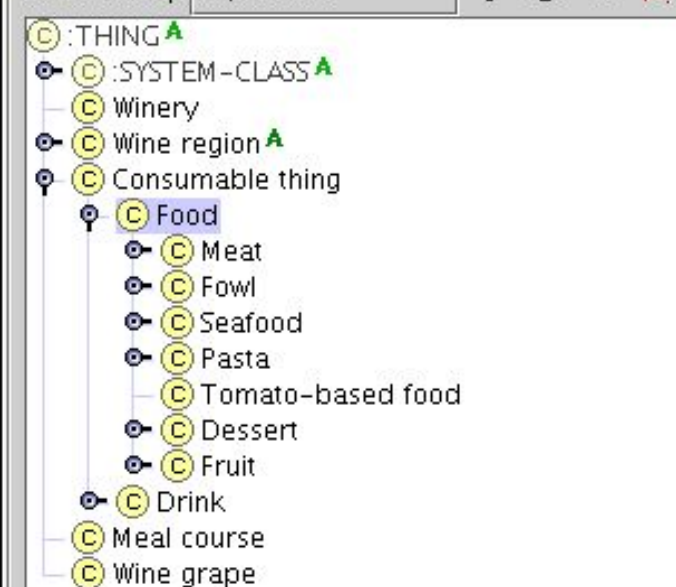 C :THING A
C :SYSTEM-CLASS A
C Winery
C Wine region A
C Consumable thing
C Food
C Meat
C Fowl
C Seafood
C Pasta
C Tomato-based food
C Dessert
C Fruit
C Drink
C Meal course
C Wine grape